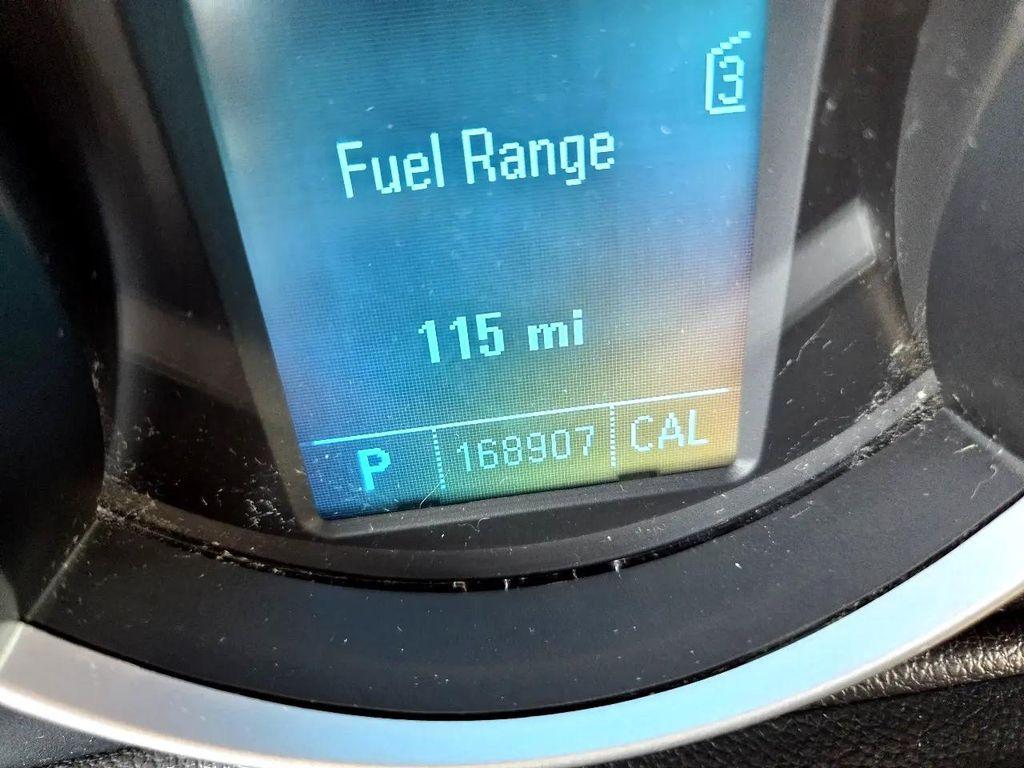 3
Fuel Range
115 mi
P 168907 CAL